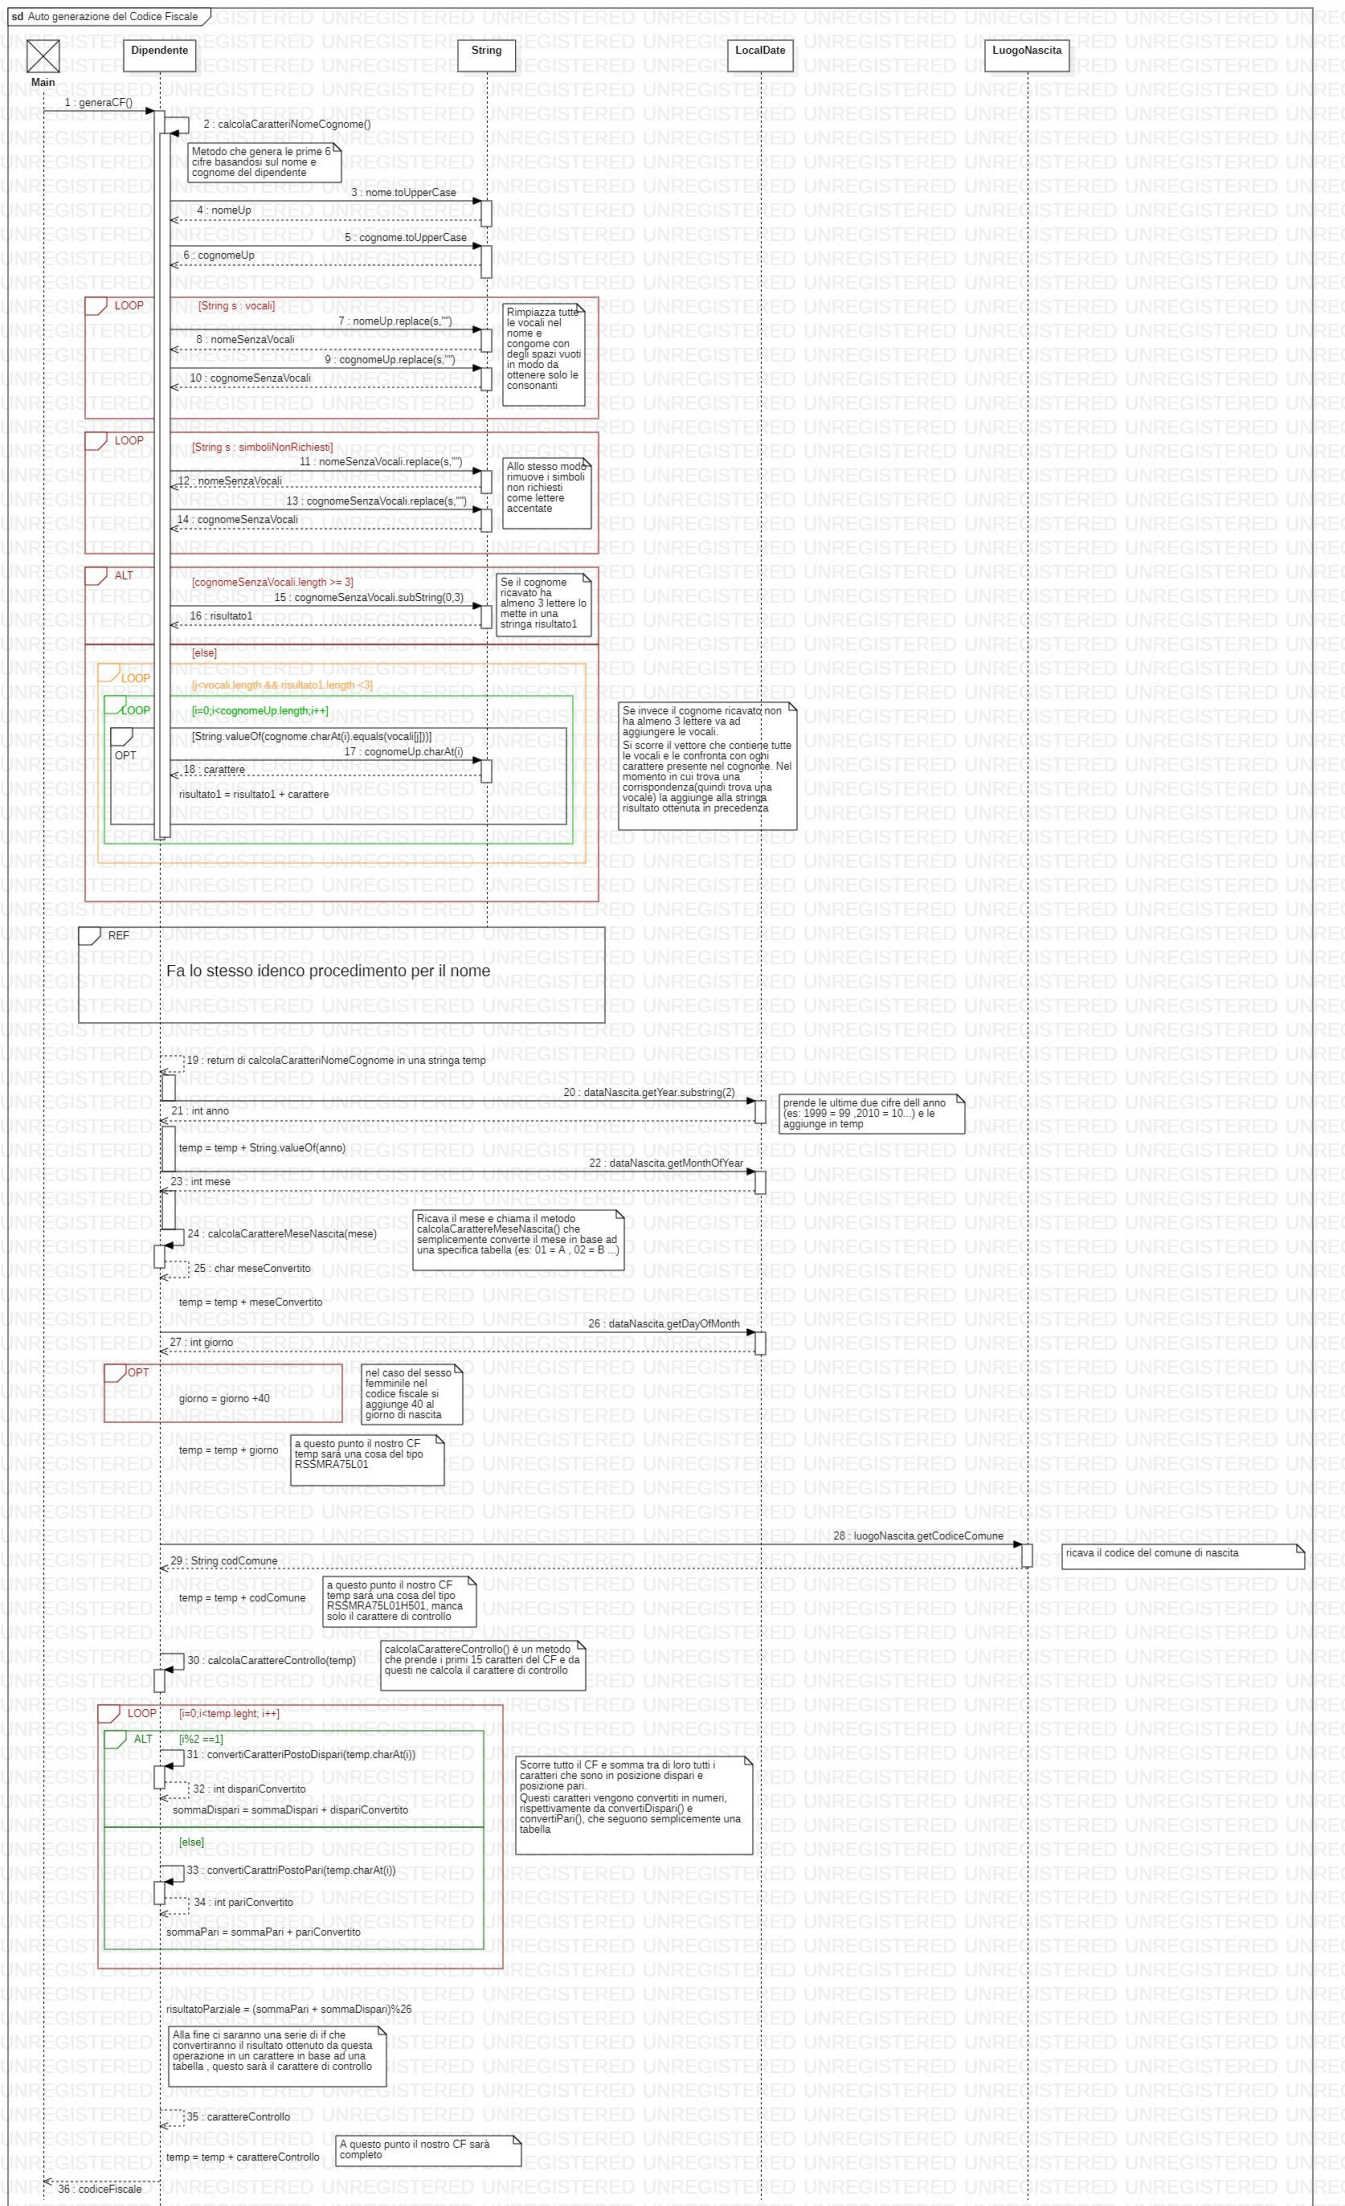 sd Auto generazione del Codice Fiscale
Main
Dipendente
String
LocalDate
LuogoNascita
1 : generaCF()
2 : calcolaCaratteriNomeCognome()
Metodo che genera le prime 6
cifre basandosi sul nome e
cognome del dipendente
3 : nome.toUpperCase
4 : nomeUp
5 : cognome.toUpperCase
6 : cognomeUp
LOOP
[String s : vocali]
7 : nomeUp.replace(s,"")
8 : nomeSenzaVocali
9 : cognomeUp.replace(s,"")
10 : cognomeSenzaVocali
Rimpiazza tutte
le vocali nel
nome e
congome con
degli spazi vuoti
in modo da
ottenere solo le
consonanti
LOOP
[String s : simboliNonRichiesti]
11 : nomeSenzaVocali.replace(s,"")
12 : nomeSenzaVocali
13 : cognomeSenzaVocali.replace(s,"")
14 : cognomeSenzaVocali
Allo stesso modo
rimuove i simboli
non richiesti
come lettere
accentate
ALT
[cognomeSenzaVocali.length >= 3]
15 : cognomeSenzaVocali.subString(0,3)
16 : risultato1
Se il cognome
ricavato ha
almeno 3 lettere lo
mette in una
stringa risultato1
[else]
LOOP
[j<vocali.length && risultato1.length <3]
LOOP
[i=0;i<cognomeUp.length;i++]
OPT
[String.valueOf(cognome.charAt(i).equals(vocali[j]))]
17 : cognomeUp.charAt(i)
18 : carattere
risultato1 = risultato1 + carattere
Se invece il cognome ricavato non
ha almeno 3 lettere va ad
aggiungere le vocali.
Si scorre il vettore che contiene tutte
le vocali e le confronta con ogni
carattere presente nel cognome. Nel
momento in cui trova una
corrispondenza(quindi trova una
vocale) la aggiunge alla stringa
risultato ottenuta in precedenza
REF
Fa lo stesso idenco procedimento per il nome
19 : return di calcolaCaratteriNomeCognome in una stringa temp
20 : dataNascita.getYear.substring(2)
21 : int anno
prende le ultime due cifre dell anno
(es: 1999 = 99 ,2010 = 10...) e le
aggiunge in temp
temp = temp + String.valueOf(anno)
22 : dataNascita.getMonthOfYear
23 : int mese
24 : calcolaCarattereMeseNascita(mese)
Ricava il mese e chiama il metodo
calcolaCarattereMeseNascita() che
semplicemente converte il mese in base ad
una specifica tabella (es: 01 = A , 02 = B ...)
25 : char meseConvertito
temp = temp + meseConvertito
26 : dataNascita.getDayOfMonth
27 : int giorno
OPT
giorno = giorno +40
nel caso del sesso
femminile nel
codice fiscale si
aggiunge 40 al
giorno di nascita
temp = temp + giorno
a questo punto il nostro CF
temp sarà una cosa del tipo
RSSMRA75L01
28 : luogoNascita.getCodiceComune
29 : String codComune
ricava il codice del comune di nascita
temp = temp + codComune
a questo punto il nostro CF
temp sarà una cosa del tipo
RSSMRA75L01H501, manca
solo il carattere di controllo
30 : calcolaCarattereControllo(temp)
calcolaCarattereControllo() è un metodo
che prende i primi 15 caratteri del CF e da
questi ne calcola il carattere di controllo
LOOP
[i=0;i<temp.leght; i++]
ALT
[i%2 ==1]
31 : convertiCaratteriPostoDispari(temp.charAt(i))
32 : int dispariConvertito
sommaDispari = sommaDispari + dispariConvertito
Scorre tutto il CF e somma tra di loro tutti i
caratteri che sono in posizione dispari e
posizione pari.
Questi caratteri vengono convertiti in numeri,
rispettivamente da convertiDispari() e
convertiPari(), che seguono semplicemente una
tabella
[else]
33 : convertiCarattriPostoPari(temp.charAt(i))
34 : int pariConvertito
sommaPari = sommaPari + pariConvertito
risultatoParziale = (sommaPari + sommaDispari)%26
Alla fine ci saranno una serie di if che
convertiranno il risultato ottenuto da questa
operazione in un carattere in base ad una
tabella , questo sarà il carattere di controllo
35 : carattereControllo
temp = temp + carattereControllo
A questo punto il nostro CF sarà
completo
36 : codiceFiscale